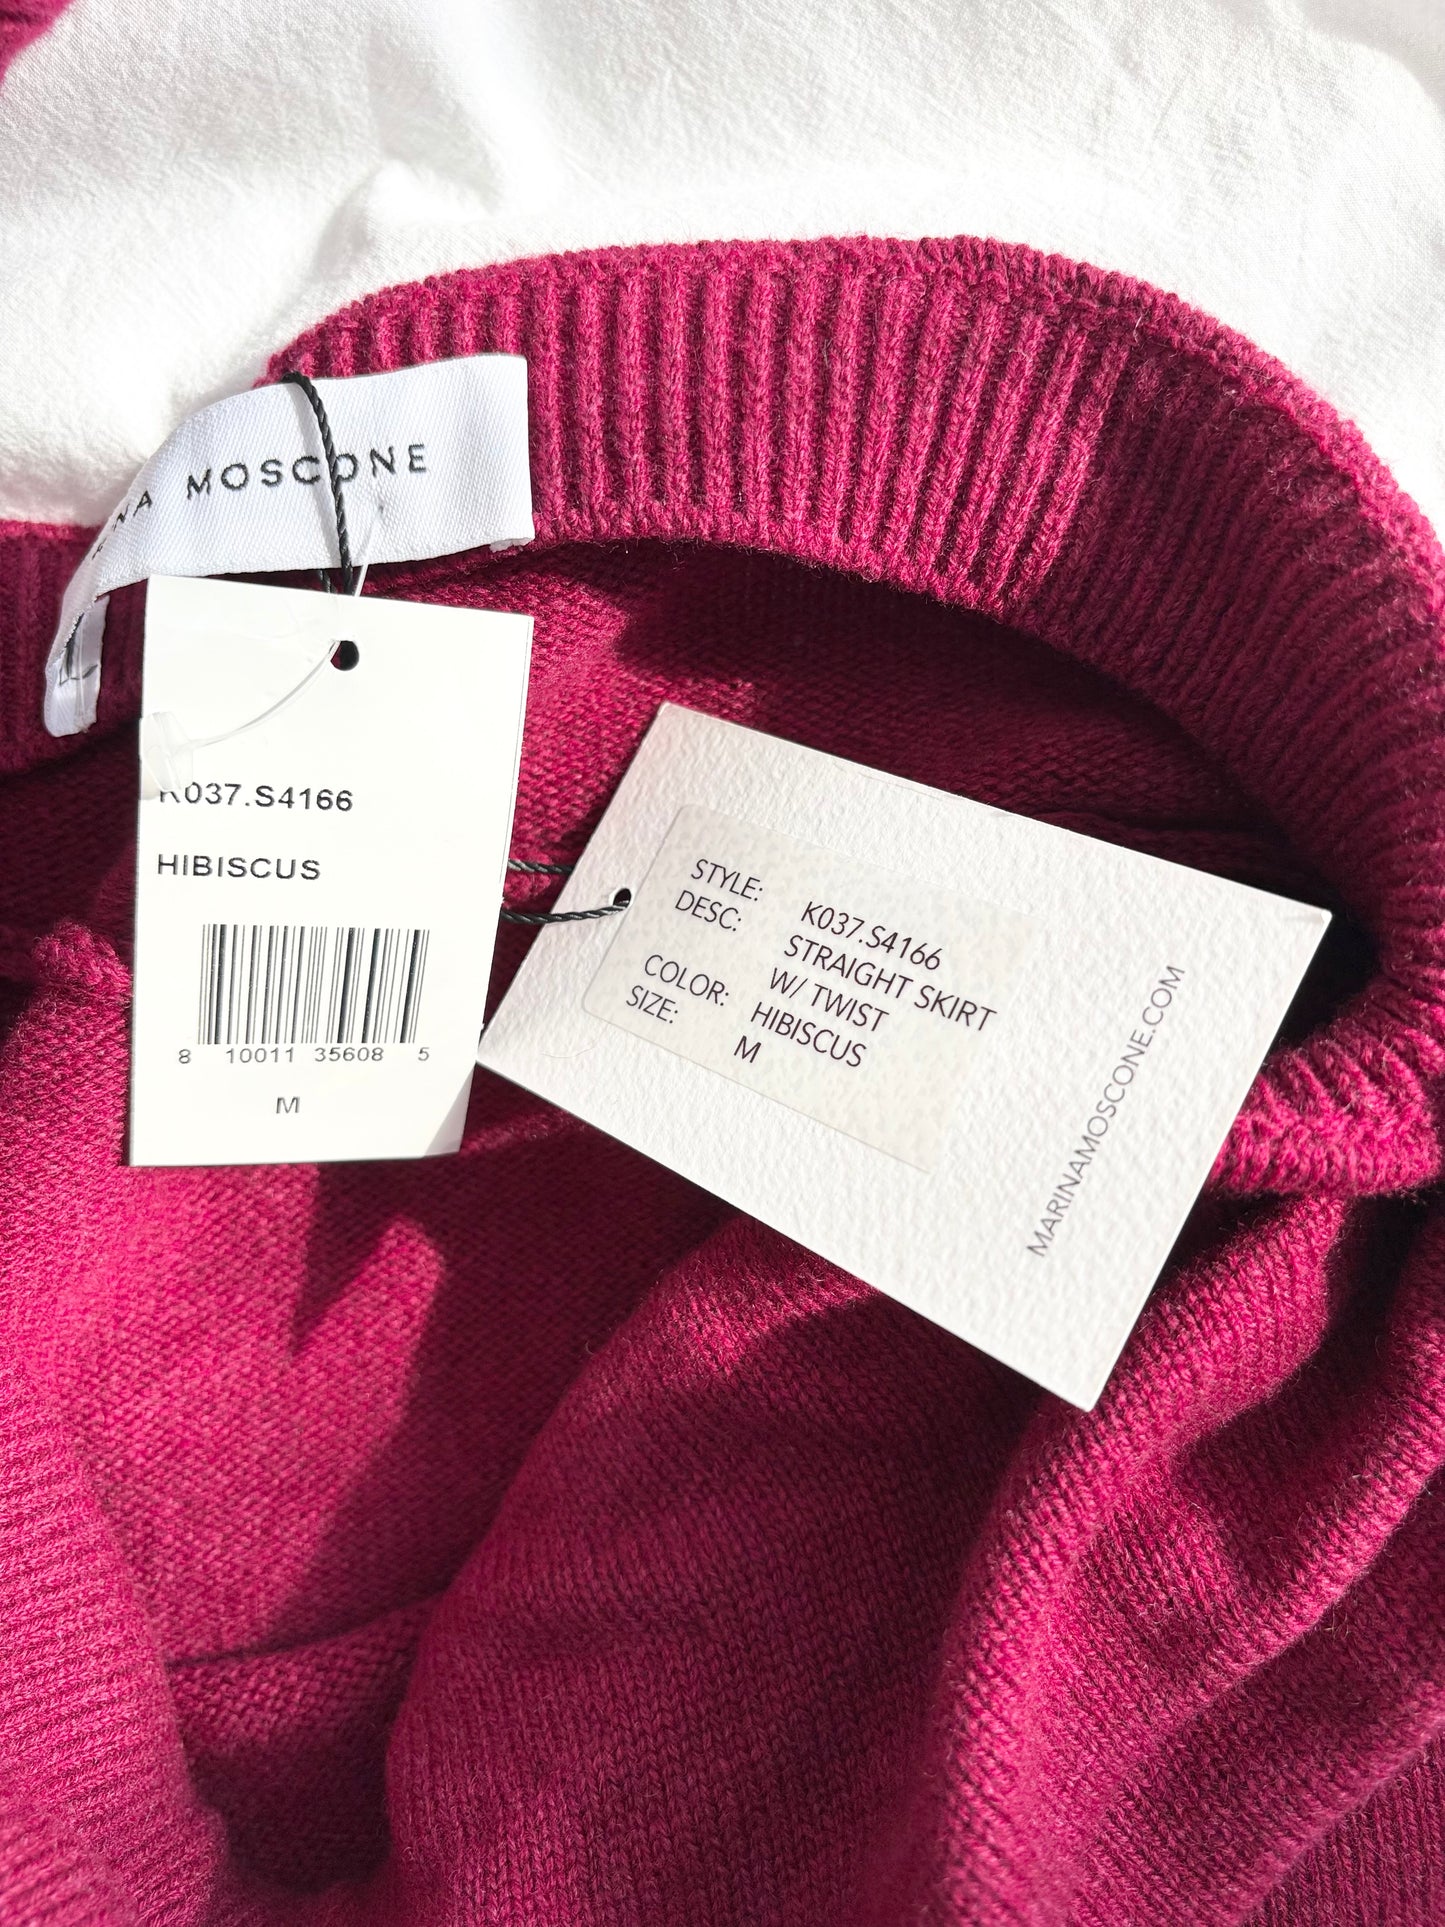 MOSCONE
K037.S4166
HIBISCUS
8 10011 35608 5
M
STYLE: K037.S4166
DESC: STRAIGHT SKIRT
W/ TWIST
COLOR: HIBISCUS
SIZE: M
MARINAMOSCONE.COM